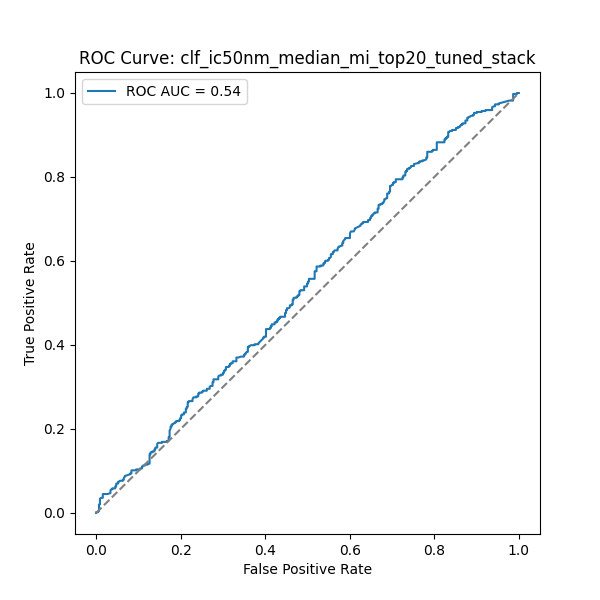 ROC Curve: clf_ic50nm_median_mi_top20_tuned_stack
ROC AUC = 0.54
1.0
0.8
0.6
0.4
0.2
0.0
True Positive Rate
0.0 0.2 0.4 0.6 0.8 1.0
False Positive Rate